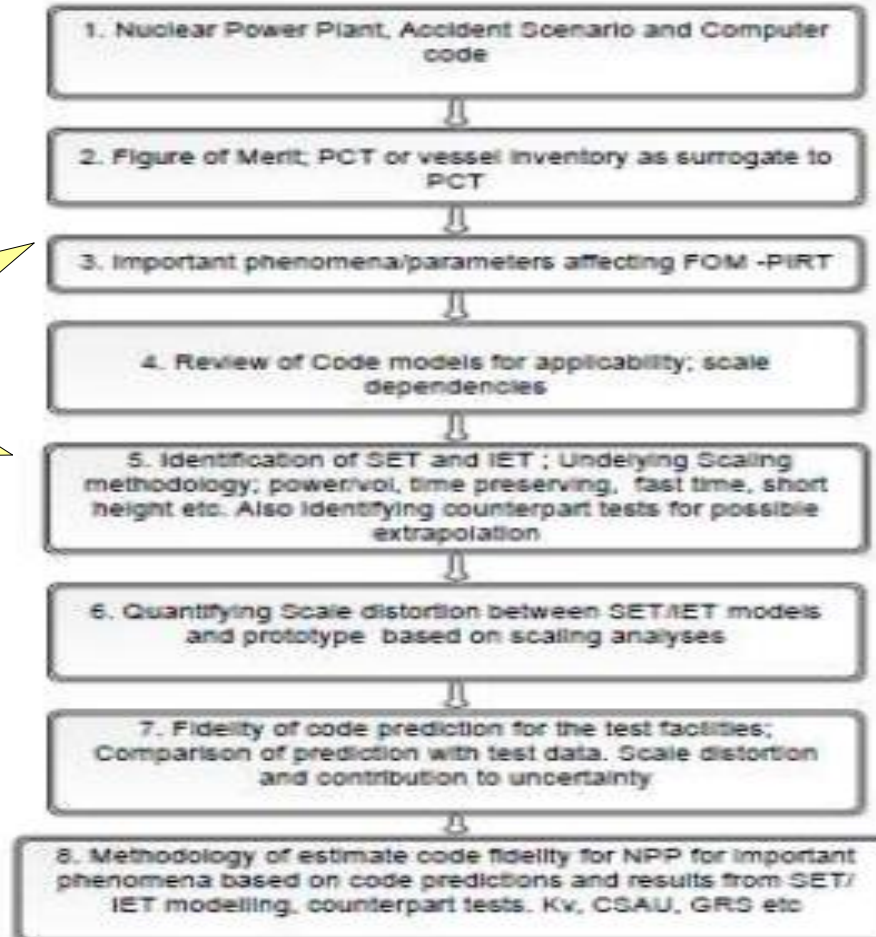 1. Nuclear Power Plant, Accident Scenario and Computer
code
2. Figure of Merit; PCT or vessel inventory as surrogate to
PCT
3. Important phenomena/parameters affecting FOM -PIRT
4. Review of Code models for applicability; scale
dependencies
5. Identification of SET and IET ; Undelying Scaling
methodology; power/vol, time preserving, fast time, short
height etc. Also identifying counterpart tests for possible
extrapolation
6. Quantifying Scale distortion between SET/IET models
and prototype based on scaling analyses
7. Fidelity of code prediction for the test facilities;
Comparison of prediction with test data. Scale distortion
and contribution to uncertainty
8. Methodology of estimate code fidelity for NPP for important
phenomena based on code predictions and results from SET/
IET modelling, counterpart tests. Kv, CSAU, GRS etc